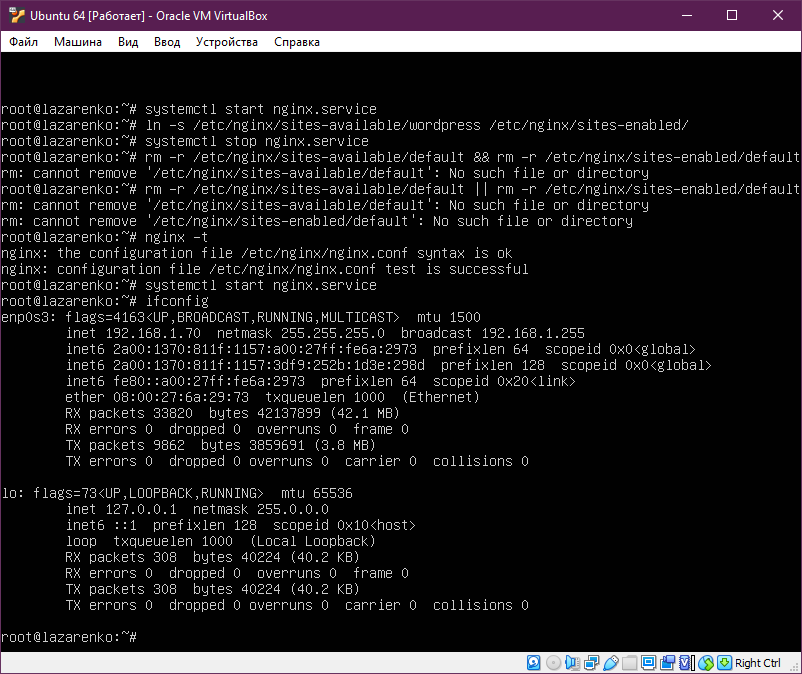 Ubuntu 64 [Работает] - Oracle VM VirtualBox
Файл Машина Вид Ввод Устройства Справка
root@lazarenko:~# systemctl start nginx.service
root@lazarenko:~# ln -s /etc/nginx/sites-available/wordpress /etc/nginx/sites-enabled/
root@lazarenko:~# systemctl stop nginx.service
root@lazarenko:~# rm -r /etc/nginx/sites-available/default && rm -r /etc/nginx/sites-enabled/default
rm: cannot remove '/etc/nginx/sites-available/default': No such file or directory
root@lazarenko:~# rm -r /etc/nginx/sites-available/default || rm -r /etc/nginx/sites-enabled/default
rm: cannot remove '/etc/nginx/sites-available/default': No such file or directory
rm: cannot remove '/etc/nginx/sites-enabled/default': No such file or directory
root@lazarenko:~# nginx -t
nginx: the configuration file /etc/nginx/nginx.conf syntax is ok
nginx: configuration file /etc/nginx/nginx.conf test is successful
root@lazarenko:~# systemctl start nginx.service
root@lazarenko:~# ifconfig
enp0s3: flags=4163<UP,BROADCAST,RUNNING,MULTICAST>  mtu 1500
        inet 192.168.1.70  netmask 255.255.255.0  broadcast 192.168.1.255
        inet6 2a00:1370:811f:1157:a00:27ff:fe6a:2973  prefixlen 64  scopeid 0x0<global>
        inet6 2a00:1370:811f:1157:3df9:252b:1d3e:298d  prefixlen 128  scopeid 0x0<global>
        inet6 fe80::a00:27ff:fe6a:2973  prefixlen 64  scopeid 0x20<link>
        ether 08:00:27:6a:29:73  txqueuelen 1000  (Ethernet)
        RX packets 33820  bytes 42137899 (42.1 MB)
        RX errors 0  dropped 0  overruns 0  frame 0
        TX packets 9862  bytes 3859691 (3.8 MB)
        TX errors 0  dropped 0 overruns 0  carrier 0  collisions 0
lo: flags=73<UP,LOOPBACK,RUNNING>  mtu 65536
        inet 127.0.0.1  netmask 255.0.0.0
        inet6 ::1  prefixlen 128  scopeid 0x10<host>
        loop  txqueuelen 1000  (Local Loopback)
        RX packets 308  bytes 40224 (40.2 KB)
        RX errors 0  dropped 0  overruns 0  frame 0
        TX packets 308  bytes 40224 (40.2 KB)
        TX errors 0  dropped 0 overruns 0  carrier 0  collisions 0
root@lazarenko:~#
Right Ctrl